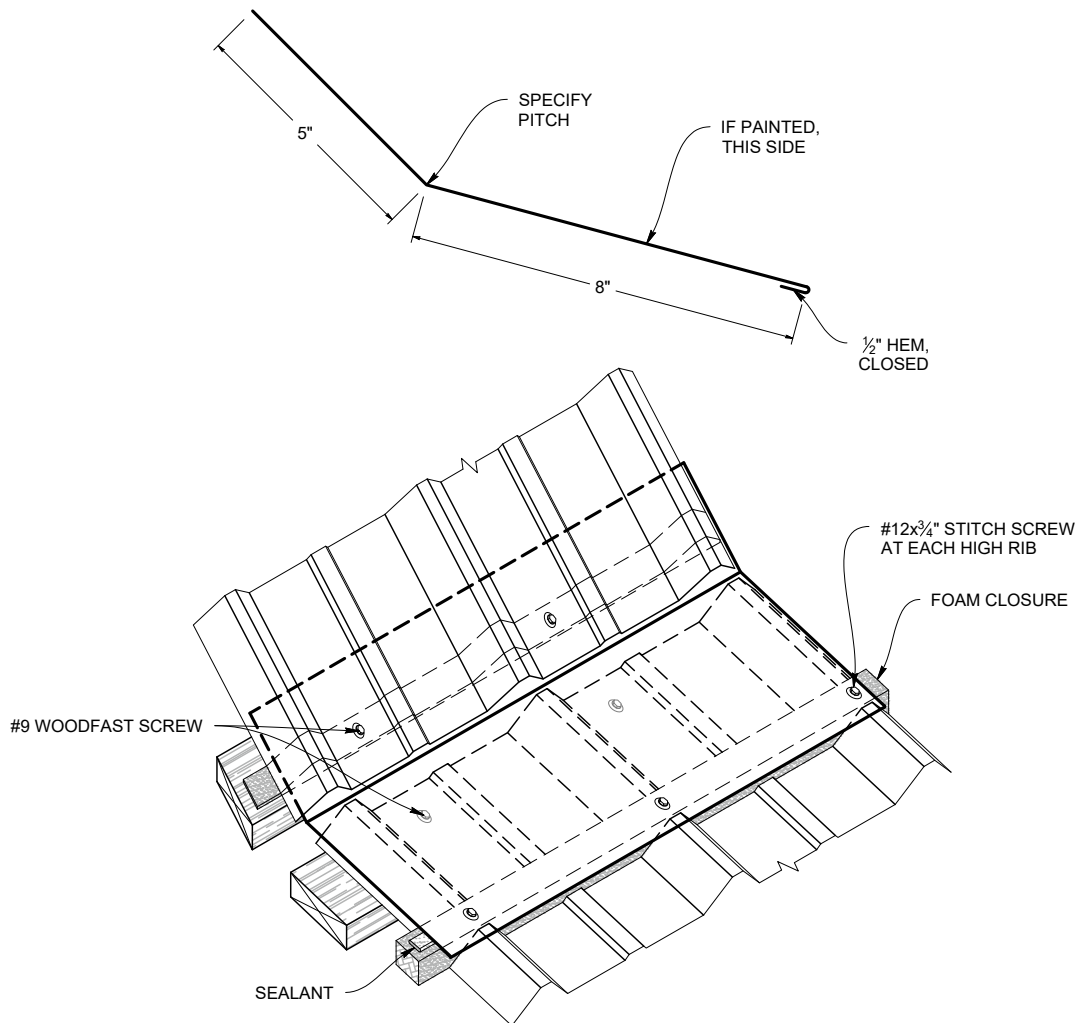 5"
SPECIFY
PITCH
IF PAINTED,
THIS SIDE
8"
½" HEM,
CLOSED
#12x¾" STITCH SCREW
AT EACH HIGH RIB
FOAM CLOSURE
#9 WOODFAST SCREW
SEALANT